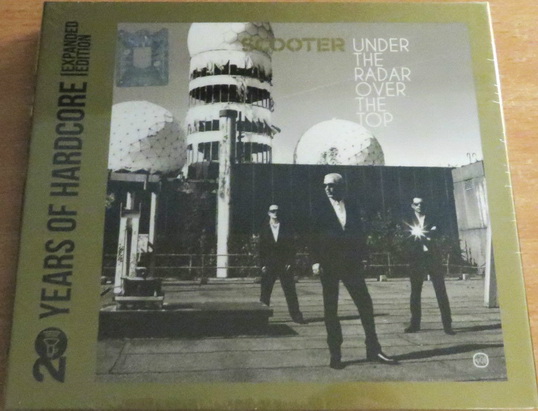 SCOOTER UNDER
THE
RADAR
OVER
THE
TOP
20 YEARS OF HARDCORE
EXPANDED
EDITION